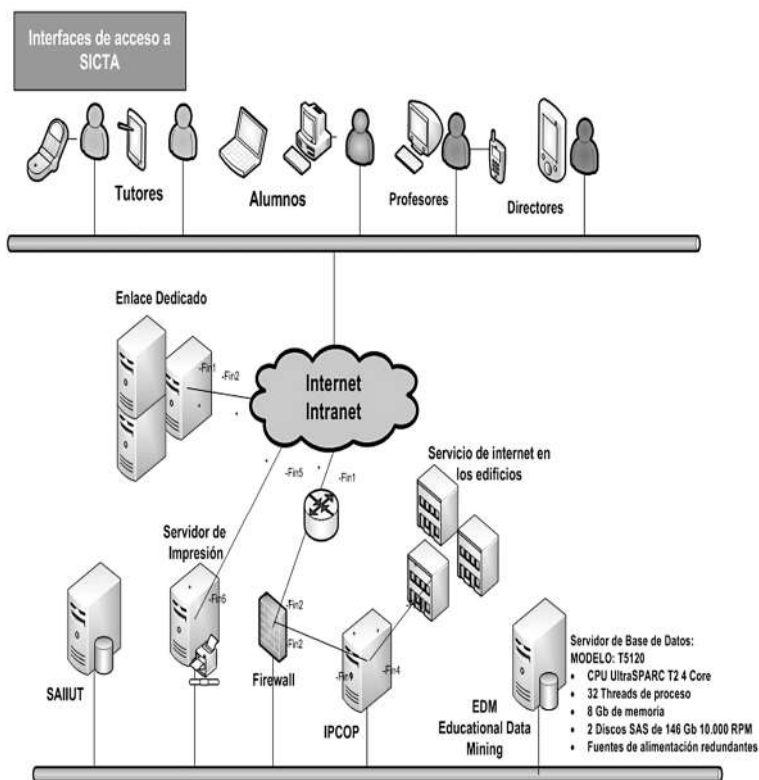 Interfaces de acceso a
SICTA
Tutores
Alumnos
Profesores
Directores
Enlace Dedicado
-Fin1
-Fin2
*
*
Internet
Intranet
*
-Fin5
*
-Fin1
Servicio de internet en
los edificios
Servidor de
Impresión
*
-Fin6
-Fin2
-Fin2
* *
-Fin4
SAIIUT
Firewall
IPCOP
EDM
Educational Data
Mining
Servidor de Base de Datos:
MODELO: T5120
• CPU UltraSPARC T2 4 Core
• 32 Threads de proceso
• 8 Gb de memoria
• 2 Discos SAS de 146 Gb 10.000 RPM
• Fuentes de alimentación redundantes